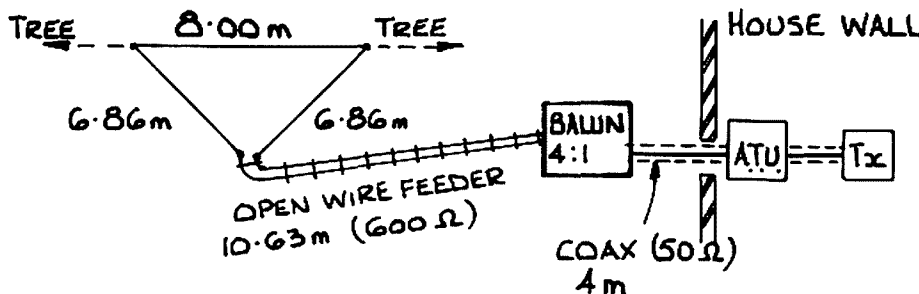 TREE
8.00m
TREE
HOUSE WALL
6.86m
6.86m
BALUN
4:1
ATU
Tx
OPEN WIRE FEEDER
10.63m (600Ω)
COAX (50Ω)
4m